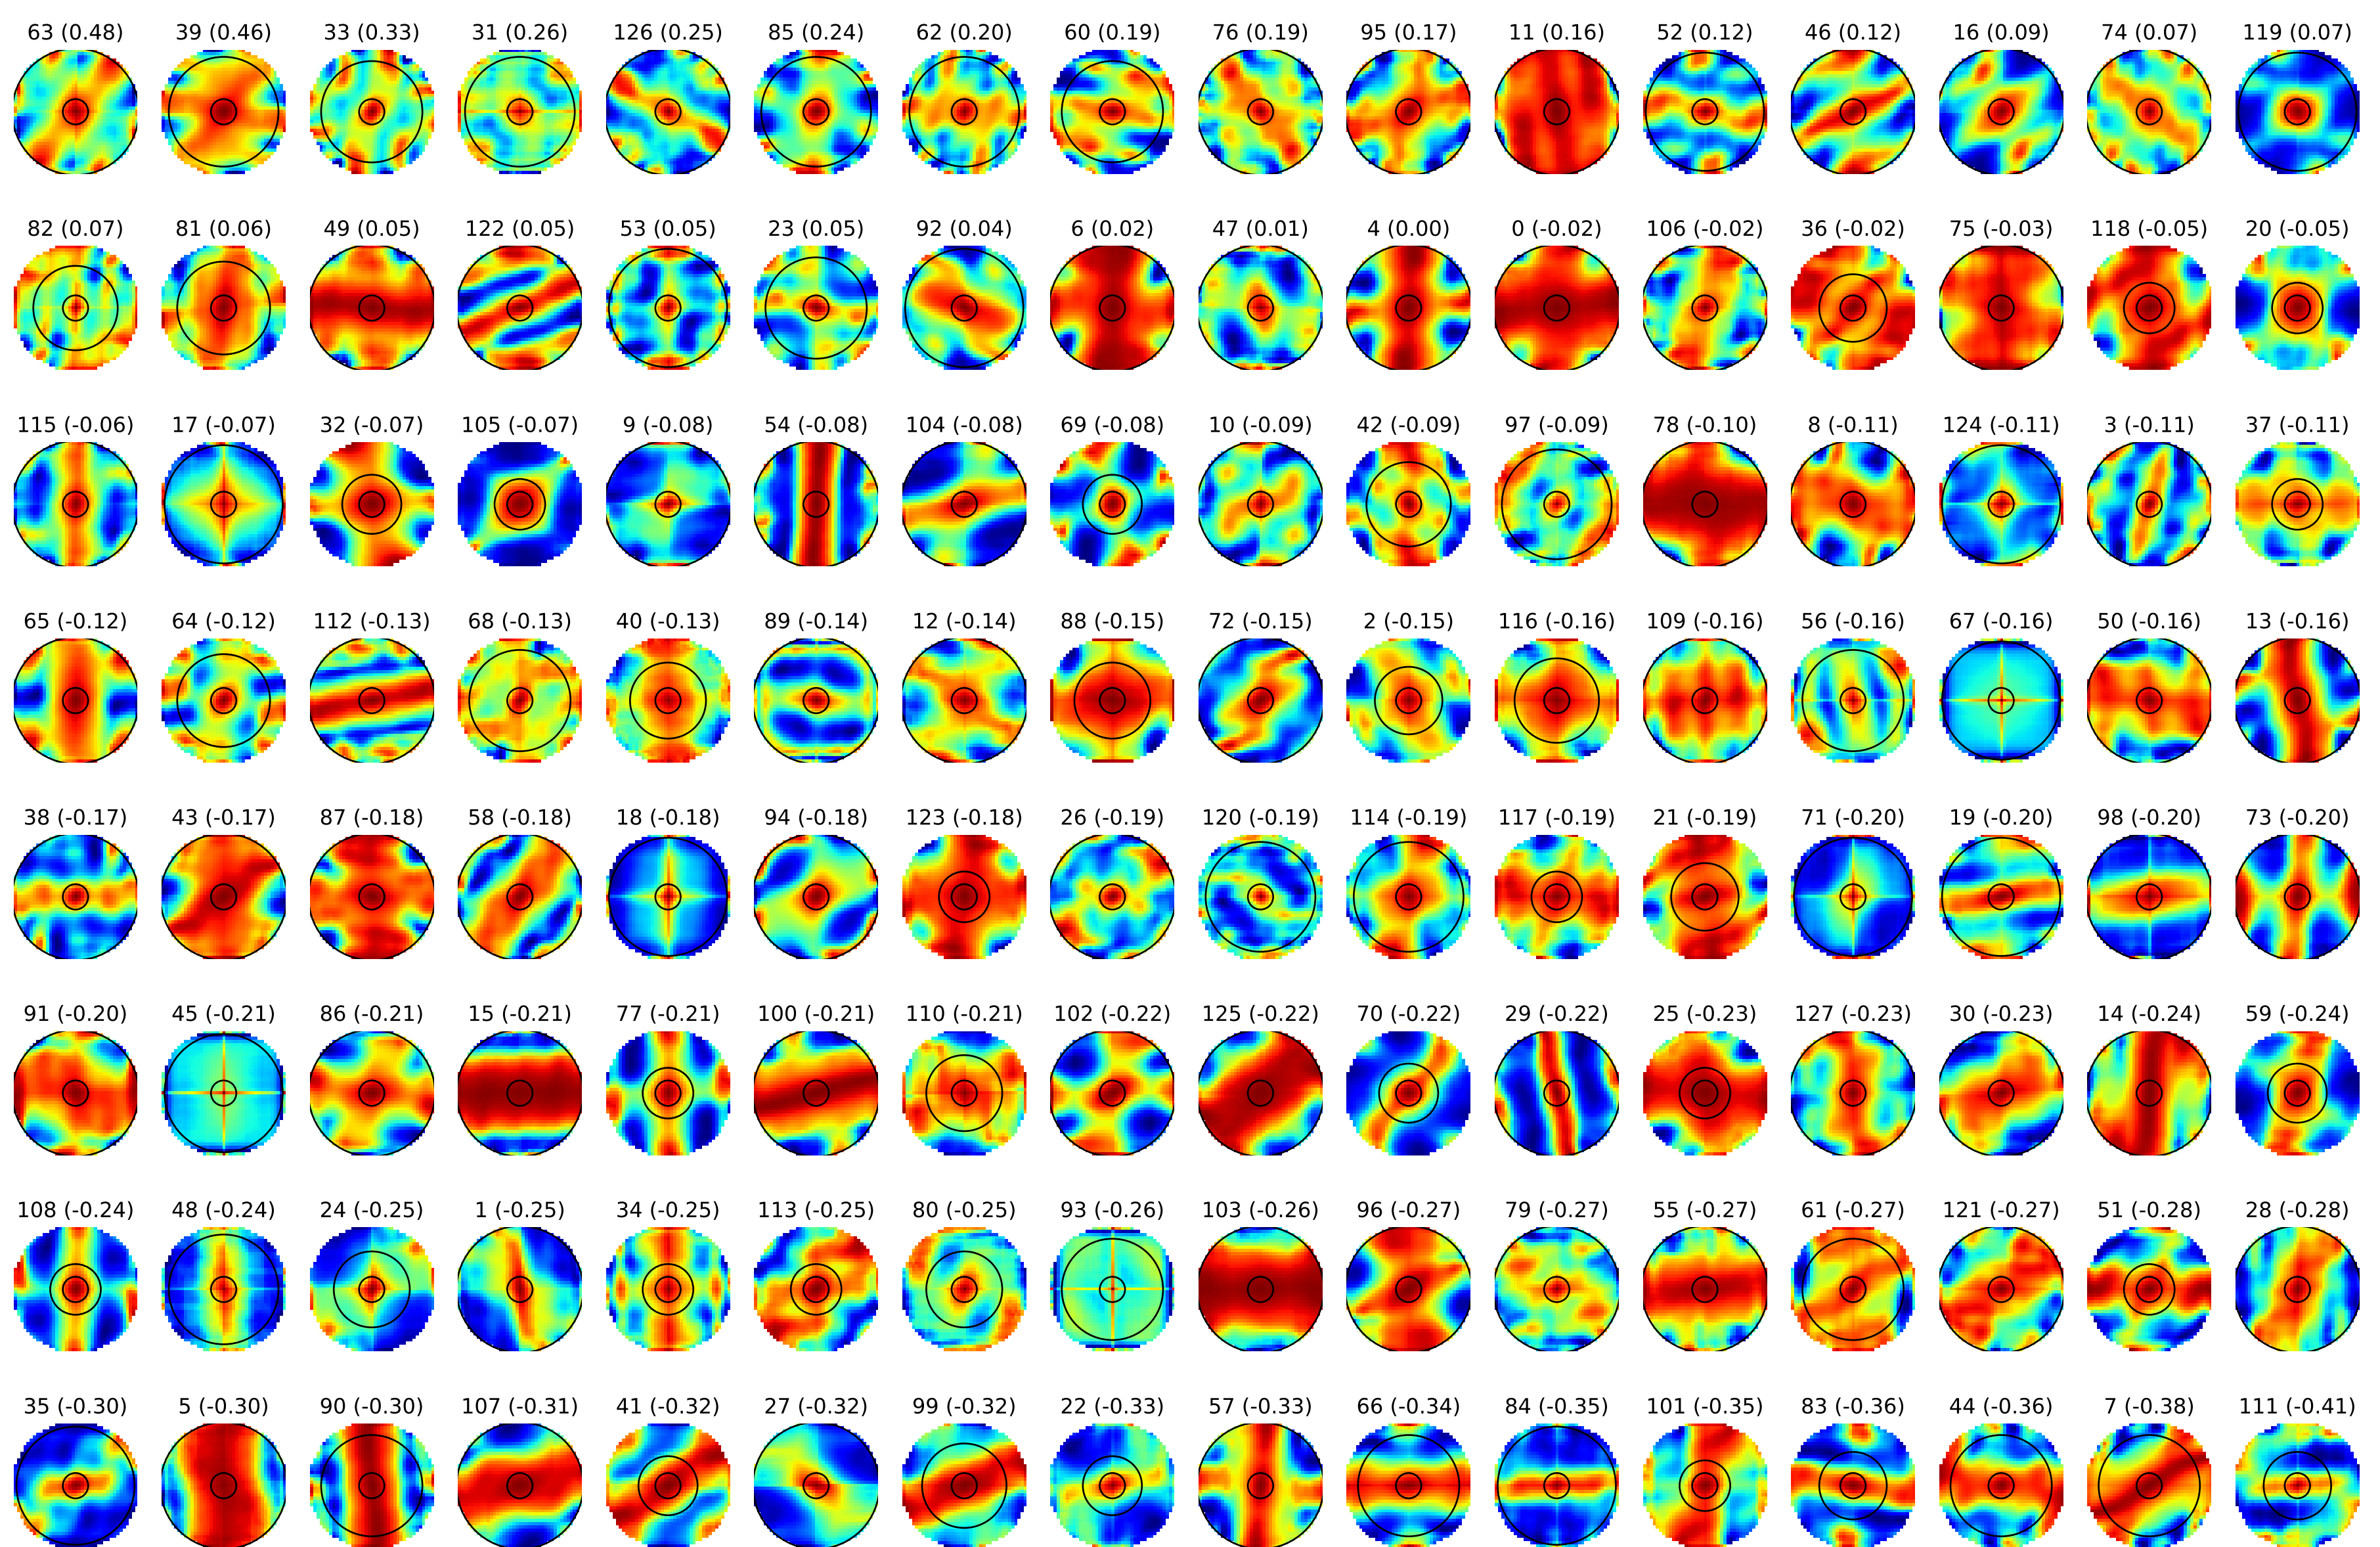 63 (0.48) 39 (0.46) 33 (0.33) 31 (0.26) 126 (0.25) 85 (0.24) 62 (0.20) 60 (0.19) 76 (0.19) 95 (0.17) 11 (0.16) 52 (0.12) 46 (0.12) 16 (0.09) 74 (0.07) 119 (0.07)
82 (0.07) 81 (0.06) 49 (0.05) 122 (0.05) 53 (0.05) 23 (0.05) 92 (0.04) 6 (0.02) 47 (0.01) 4 (0.00) 0 (-0.02) 106 (-0.02) 36 (-0.02) 75 (-0.03) 118 (-0.05) 20 (-0.05)
115 (-0.06) 17 (-0.07) 32 (-0.07) 105 (-0.07) 9 (-0.08) 54 (-0.08) 104 (-0.08) 69 (-0.08) 10 (-0.09) 42 (-0.09) 97 (-0.09) 78 (-0.10) 8 (-0.11) 124 (-0.11) 3 (-0.11) 37 (-0.11)
65 (-0.12) 64 (-0.12) 112 (-0.13) 68 (-0.13) 40 (-0.13) 89 (-0.14) 12 (-0.14) 88 (-0.15) 72 (-0.15) 2 (-0.15) 116 (-0.16) 109 (-0.16) 56 (-0.16) 67 (-0.16) 50 (-0.16) 13 (-0.16)
38 (-0.17) 43 (-0.17) 87 (-0.18) 58 (-0.18) 18 (-0.18) 94 (-0.18) 123 (-0.18) 26 (-0.19) 120 (-0.19) 114 (-0.19) 117 (-0.19) 21 (-0.19) 71 (-0.20) 19 (-0.20) 98 (-0.20) 73 (-0.20)
91 (-0.20) 45 (-0.21) 86 (-0.21) 15 (-0.21) 77 (-0.21) 100 (-0.21) 110 (-0.21) 102 (-0.22) 125 (-0.22) 70 (-0.22) 29 (-0.22) 25 (-0.23) 127 (-0.23) 30 (-0.23) 14 (-0.24) 59 (-0.24)
108 (-0.24) 48 (-0.24) 24 (-0.25) 1 (-0.25) 34 (-0.25) 113 (-0.25) 80 (-0.25) 93 (-0.26) 103 (-0.26) 96 (-0.27) 79 (-0.27) 55 (-0.27) 61 (-0.27) 121 (-0.27) 51 (-0.28) 28 (-0.28)
35 (-0.30) 5 (-0.30) 90 (-0.30) 107 (-0.31) 41 (-0.32) 27 (-0.32) 99 (-0.32) 22 (-0.33) 57 (-0.33) 66 (-0.34) 84 (-0.35) 101 (-0.35) 83 (-0.36) 44 (-0.36) 7 (-0.38) 111 (-0.41)